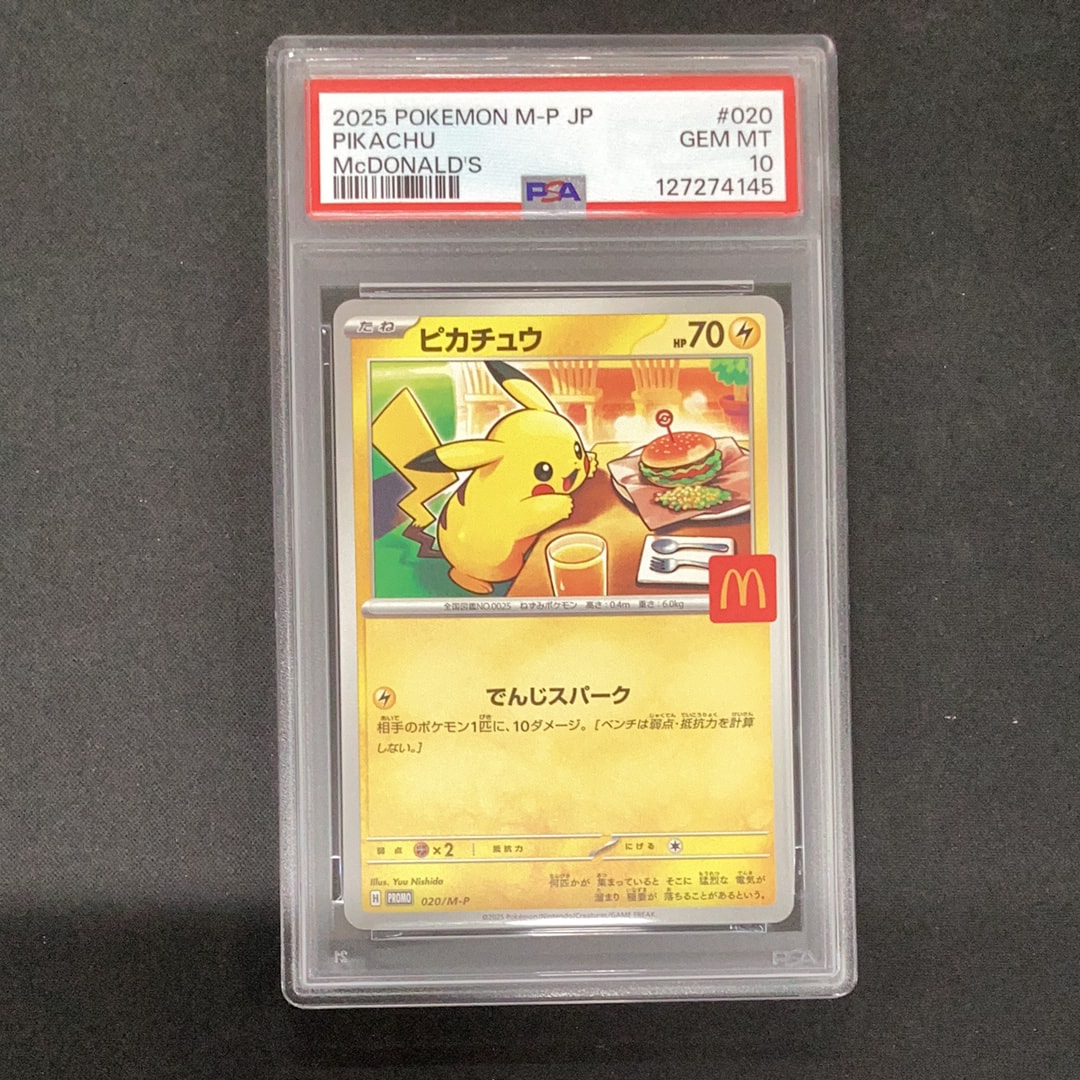 2025 POKEMON M-P JP
#020
PIKACHU
GEM MT
McDONALD'S
10
PSA
127274145
たね
ピカチュウ
HP70
全国図鑑NO.0025 ねずみポケモン 高さ:0.4m 重さ:6.0kg
M
でんじスパーク
相手のポケモン1匹に、10ダメージ。[ベンチは弱点・抵抗力を計算
しない。]
弱点 ×2 抵抗力 にげる
Illus. Yuu Nishida
何匹かが 集まっていると そこに 猛烈な 電気が
溜まり 稲妻が 落ちることがあるという。
H PROMO 020/M-P
©2025 Pokémon/Nintendo/Creatures/GAME FREAK
PSA